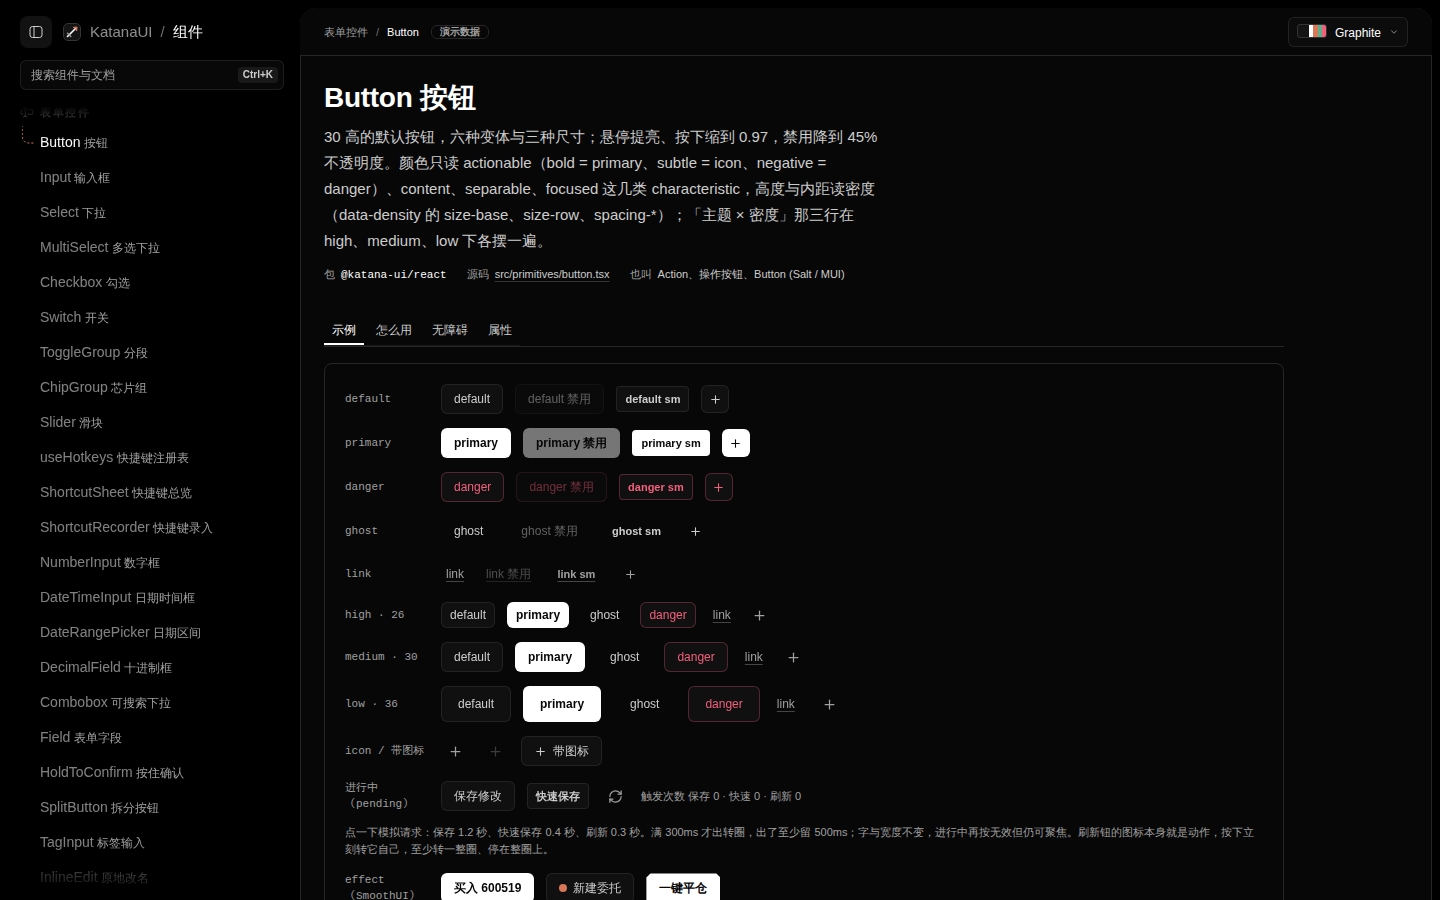 KatanaUI / 组件
搜索组件与文档 Ctrl+K
表单控件
Button 按钮
Input 输入框
Select 下拉
MultiSelect 多选下拉
Checkbox 勾选
Switch 开关
ToggleGroup 分段
ChipGroup 芯片组
Slider 滑块
useHotkeys 快捷键注册表
ShortcutSheet 快捷键总览
ShortcutRecorder 快捷键录入
NumberInput 数字框
DateTimeInput 日期时间框
DateRangePicker 日期区间
DecimalField 十进制框
Combobox 可搜索下拉
Field 表单字段
HoldToConfirm 按住确认
SplitButton 拆分按钮
TagInput 标签输入
InlineEdit 原地改名
表单控件 / Button 演示数据
Graphite
Button 按钮
30 高的默认按钮，六种变体与三种尺寸；悬停提亮、按下缩到 0.97，禁用降到 45%
不透明度。颜色只读 actionable（bold = primary、subtle = icon、negative =
danger）、content、separable、focused 这几类 characteristic，高度与内距读密度
（data-density 的 size-base、size-row、spacing-*）；「主题 × 密度」那三行在
high、medium、low 下各摆一遍。
包 @katana-ui/react 源码 src/primitives/button.tsx 也叫 Action、操作按钮、Button (Salt / MUI)
示例 怎么用 无障碍 属性
default default default 禁用 default sm
primary primary primary 禁用 primary sm
danger danger danger 禁用 danger sm
ghost ghost ghost 禁用 ghost sm
link link link 禁用 link sm
high · 26 default primary ghost danger link
medium · 30 default primary ghost danger link
low · 36 default primary ghost danger link
icon / 带图标 带图标
进行中
（pending） 保存修改 快速保存 触发次数 保存 0 · 快速 0 · 刷新 0
点一下模拟请求：保存 1.2 秒、快速保存 0.4 秒、刷新 0.3 秒。满 300ms 才出转圈，出了至少留 500ms；字与宽度不变，进行中再按无效但仍可聚焦。刷新钮的图标本身就是动作，按下立
刻转它自己，至少转一整圈、停在整圈上。
effect
（SmoothUI） 买入 600519 新建委托 一键平仓